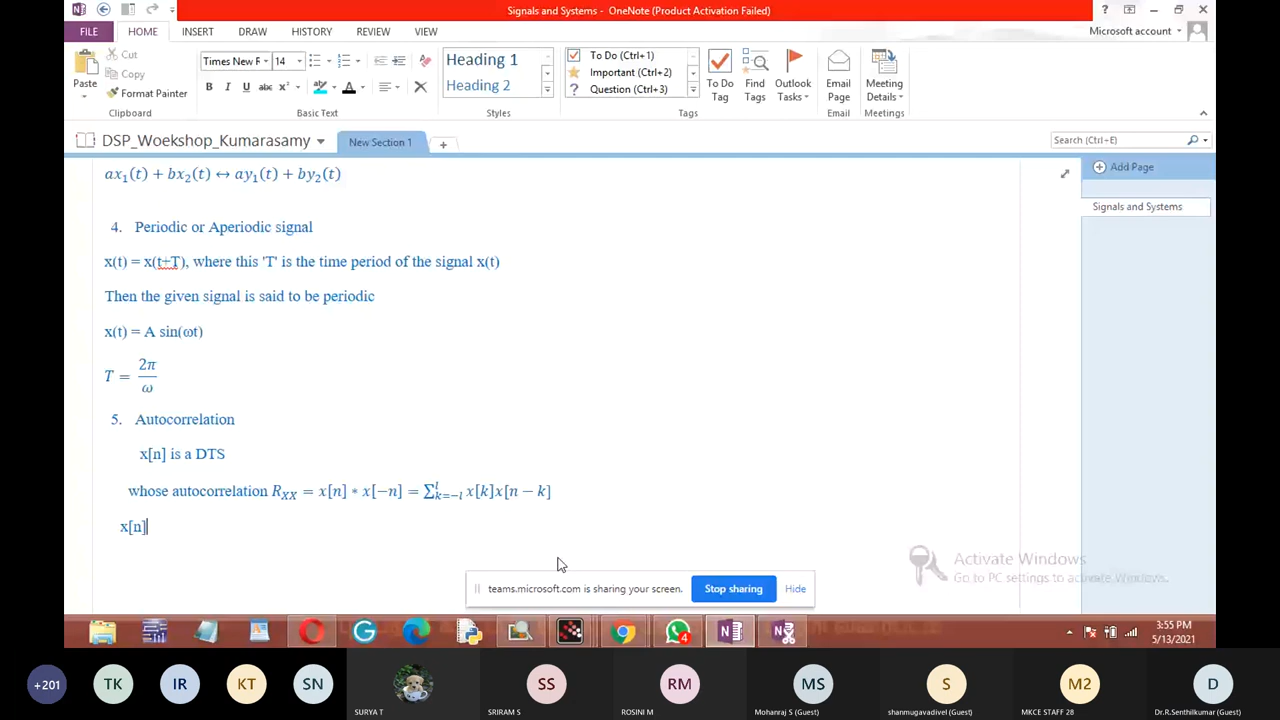 Signals and Systems - OneNote (Product Activation Failed)
FILE HOME INSERT DRAW HISTORY REVIEW VIEW
Microsoft account
Paste
Cut
Copy
Format Painter
Clipboard
Times New R 14
B I U abc x²
Basic Text
Heading 1
Heading 2
Styles
To Do (Ctrl+1)
Important (Ctrl+2)
Question (Ctrl+3)
To Do Tag
Find Tags
Outlook Tasks
Tags
Email Page
Email
Meeting Details
Meetings
DSP_Woekshop_Kumarasamy
New Section 1
Search (Ctrl+E)
Add Page
Signals and Systems
ax₁(t) + bx₂(t) ↔ ay₁(t) + by₂(t)
4. Periodic or Aperiodic signal
x(t) = x(t+T), where this 'T' is the time period of the signal x(t)
Then the given signal is said to be periodic
x(t) = A sin(ωt)
T = 2π/ω
5. Autocorrelation
x[n] is a DTS
whose autocorrelation R_XX = x[n] * x[−n] = ∑_{k=−l}^{l} x[k]x[n − k]
x[n]
Activate Windows
Go to PC settings to activate Windows.
teams.microsoft.com is sharing your screen.
Stop sharing
Hide
4
3:55 PM
5/13/2021
+201 TK IR KT SN SS RM MS S M2 D
SURYA T SRIRAM S ROSINI M Mohanraj S (Guest) shanmugavadivel (Guest) MKCE STAFF 28 Dr.R.Senthilkumar (Guest)